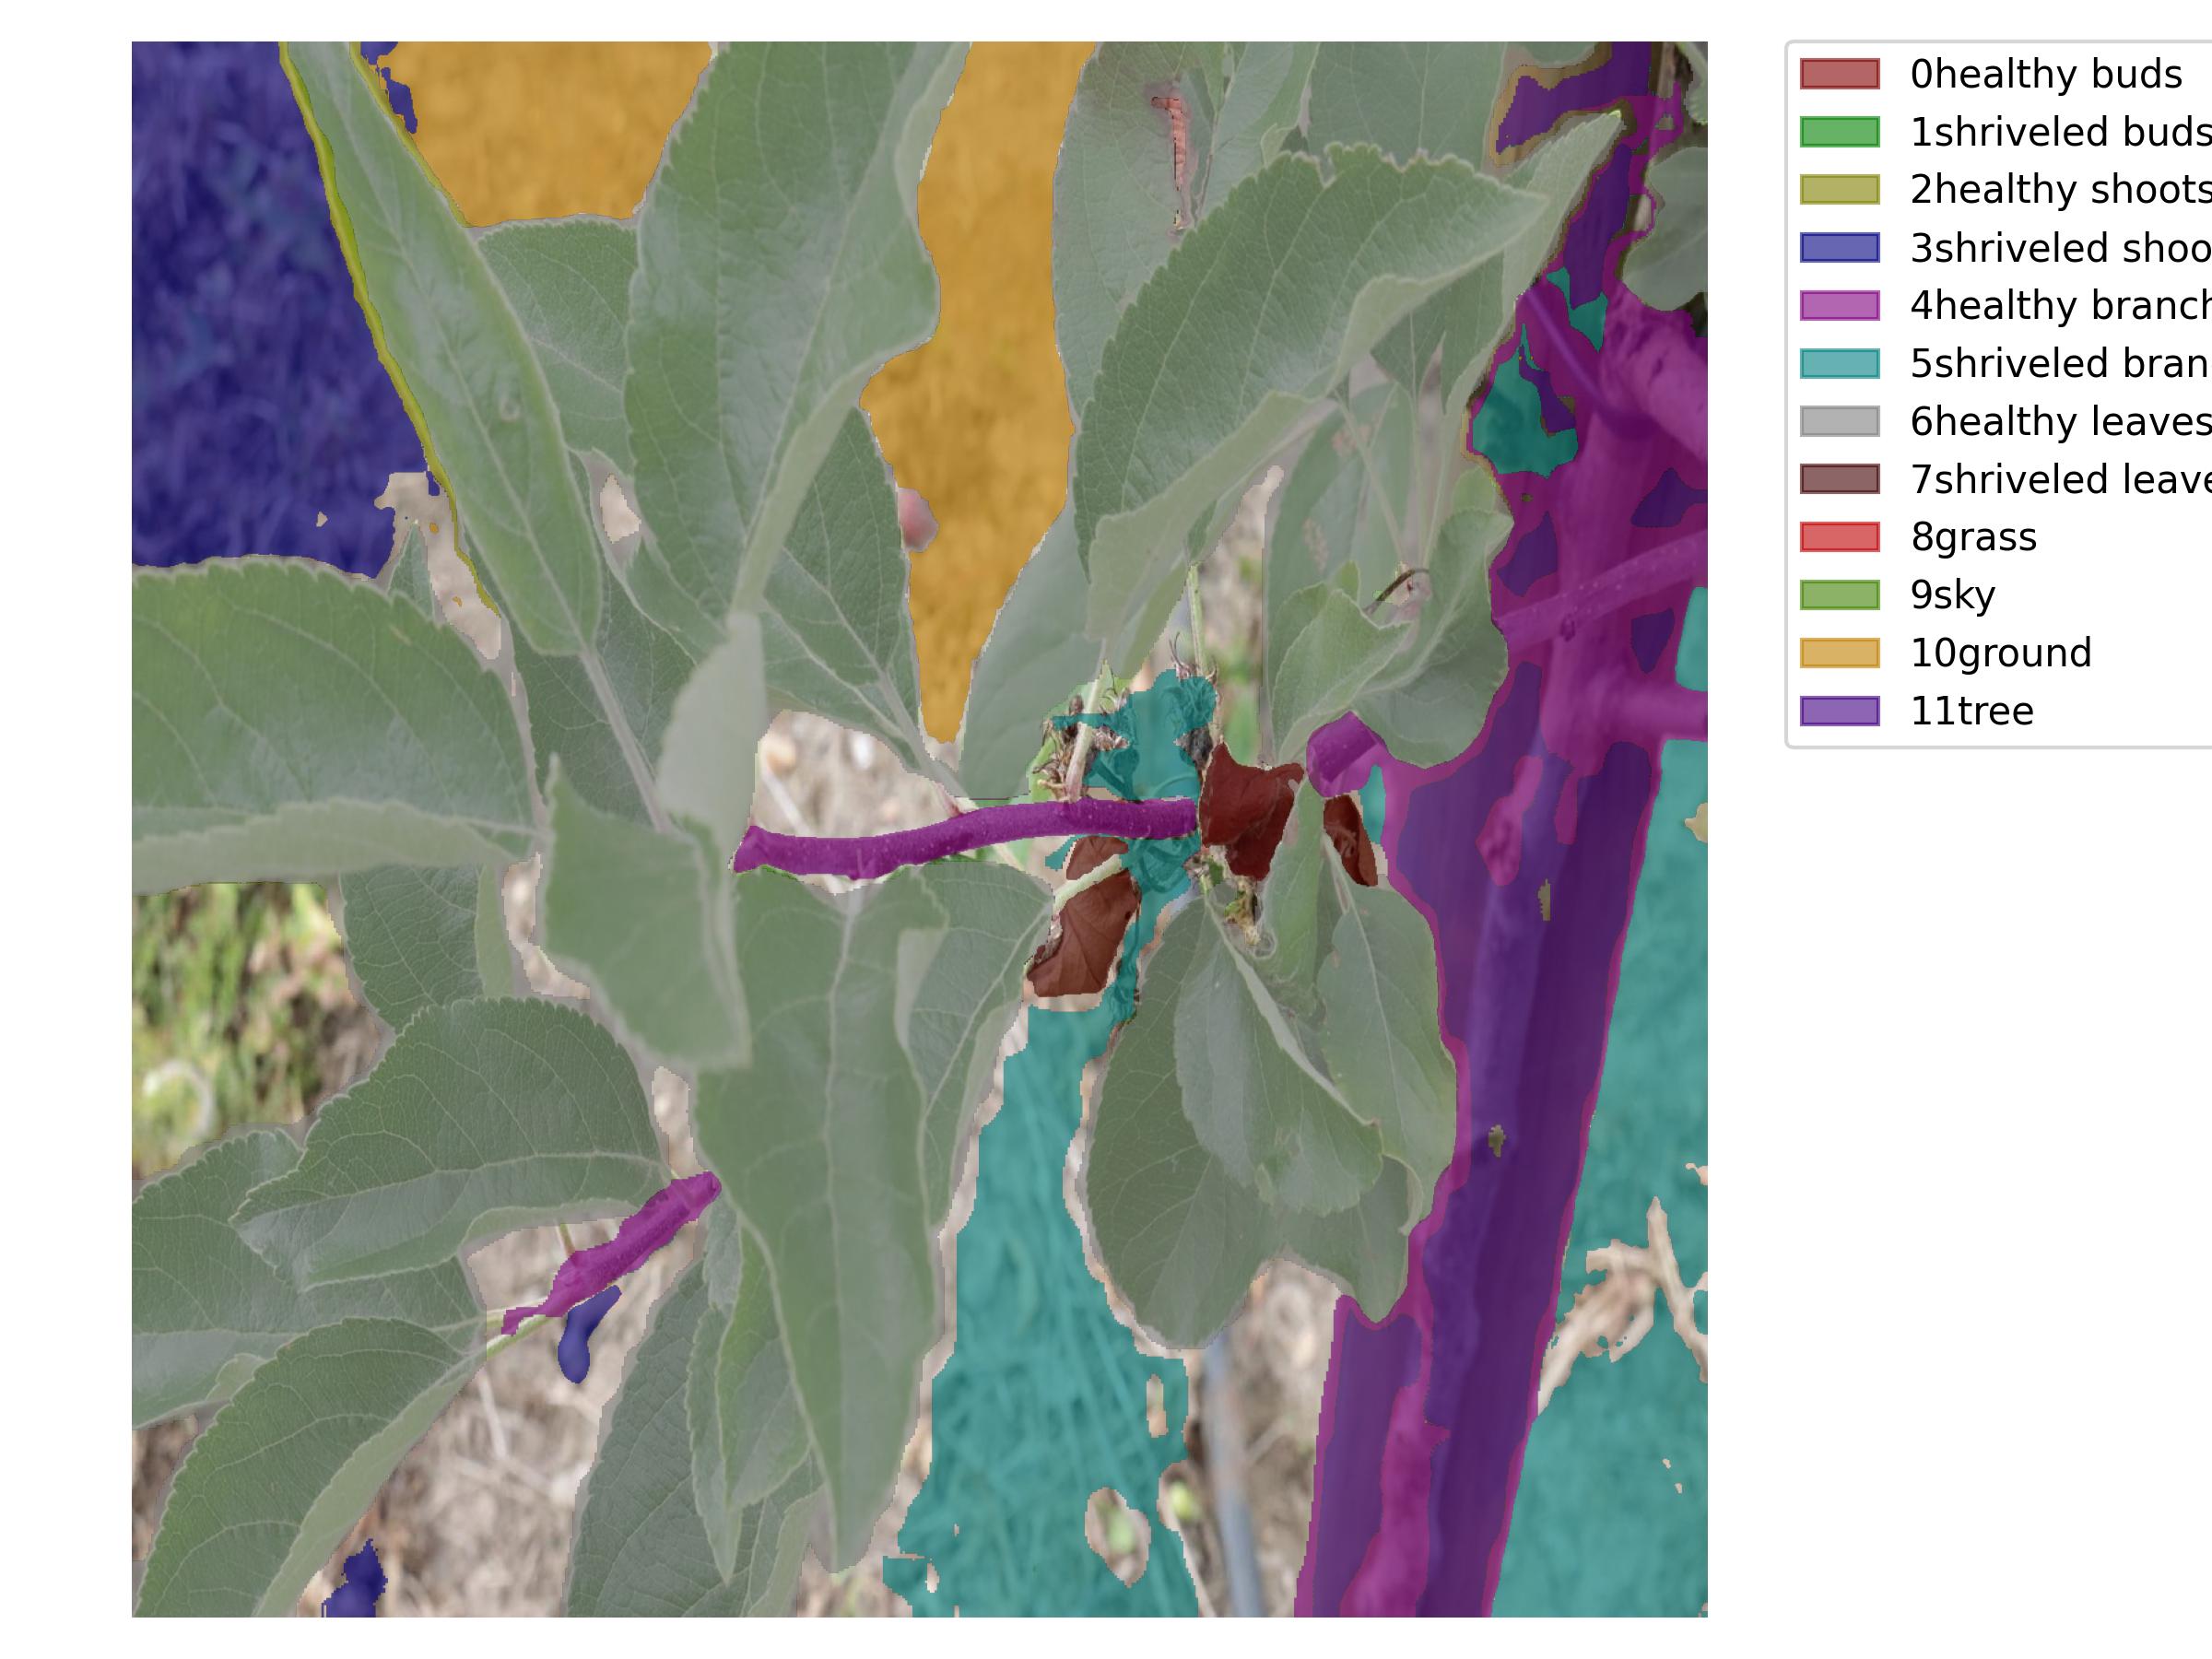 0healthy buds
1shriveled buds
2healthy shoots
3shriveled shoo
4healthy branch
5shriveled bran
6healthy leaves
7shriveled leave
8grass
9sky
10ground
11tree